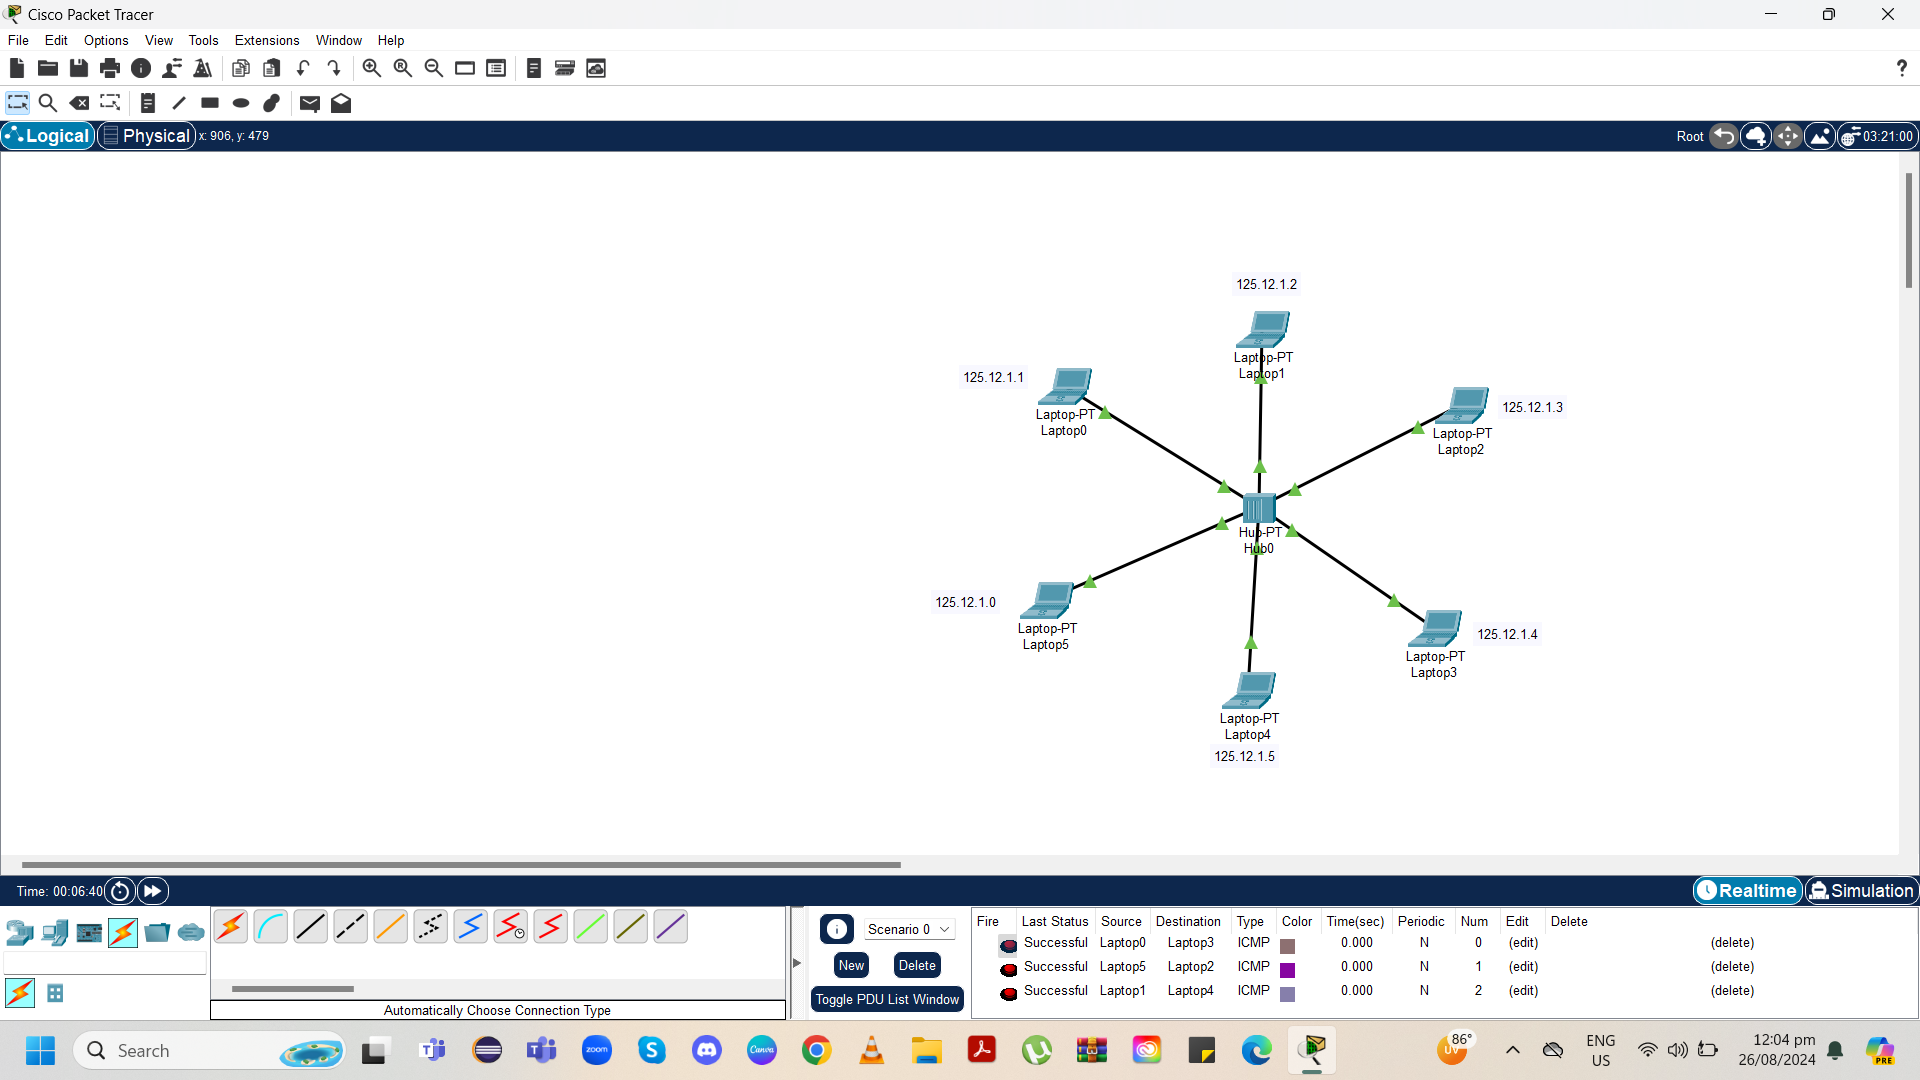 Cisco Packet Tracer
File Edit Options View Tools Extensions Window Help
?
Logical Physical x: 906, y: 479 Root 03:21:00
125.12.1.2
Laptop-PT
Laptop1
125.12.1.1
Laptop-PT
Laptop0
125.12.1.3
Laptop-PT
Laptop2
Hub-PT
Hub0
125.12.1.0
Laptop-PT
Laptop5
125.12.1.4
Laptop-PT
Laptop3
Laptop-PT
Laptop4
125.12.1.5
Time: 00:06:40 Realtime Simulation
Scenario 0
New Delete
Toggle PDU List Window
Automatically Choose Connection Type
Fire Last Status Source Destination Type Color Time(sec) Periodic Num Edit Delete
Successful Laptop0 Laptop3 ICMP 0.000 N 0 (edit) (delete)
Successful Laptop5 Laptop2 ICMP 0.000 N 1 (edit) (delete)
Successful Laptop1 Laptop4 ICMP 0.000 N 2 (edit) (delete)
Search
zoom
Canva
86°
UV
ENG
US
12:04 pm
26/08/2024
PRE